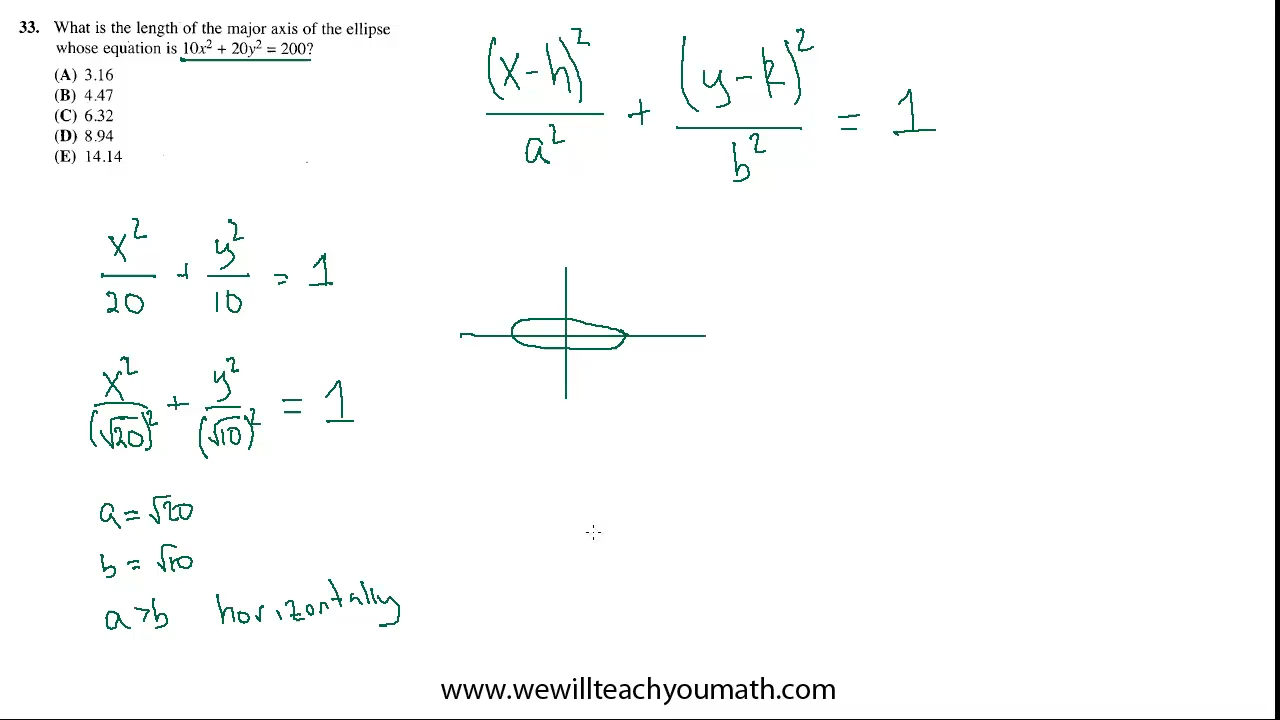 33. What is the length of the major axis of the ellipse
whose equation is 10x² + 20y² = 200?
(A) 3.16
(B) 4.47
(C) 6.32
(D) 8.94
(E) 14.14
(x-h)²/a² + (y-k)²/b² = 1
x²/20 + y²/10 = 1
x²/(√20)² + y²/(√10)² = 1
a = √20
b = √10
a>b horizontally
www.wewillteachyoumath.com